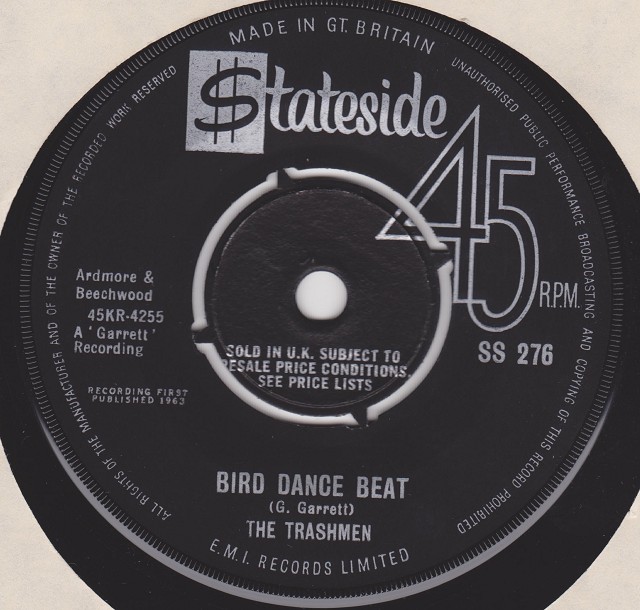 MADE IN GT. BRITAIN
UNAUTHORISED PUBLIC PERFORMANCE BROADCASTING AND COPYING OF THIS RECORD PROHIBITED
ALL RIGHTS OF THE MANUFACTURER AND OF THE OWNER OF THE RECORDED WORK RESERVED
$tateside
45
R.P.M.
Ardmore &
Beechwood
45KR-4255
A 'Garrett'
Recording
SS 276
SOLD IN U.K. SUBJECT TO
RESALE PRICE CONDITIONS,
SEE PRICE LISTS
RECORDING FIRST
PUBLISHED 1963
BIRD DANCE BEAT
(G. Garrett)
THE TRASHMEN
E.M.I. RECORDS LIMITED